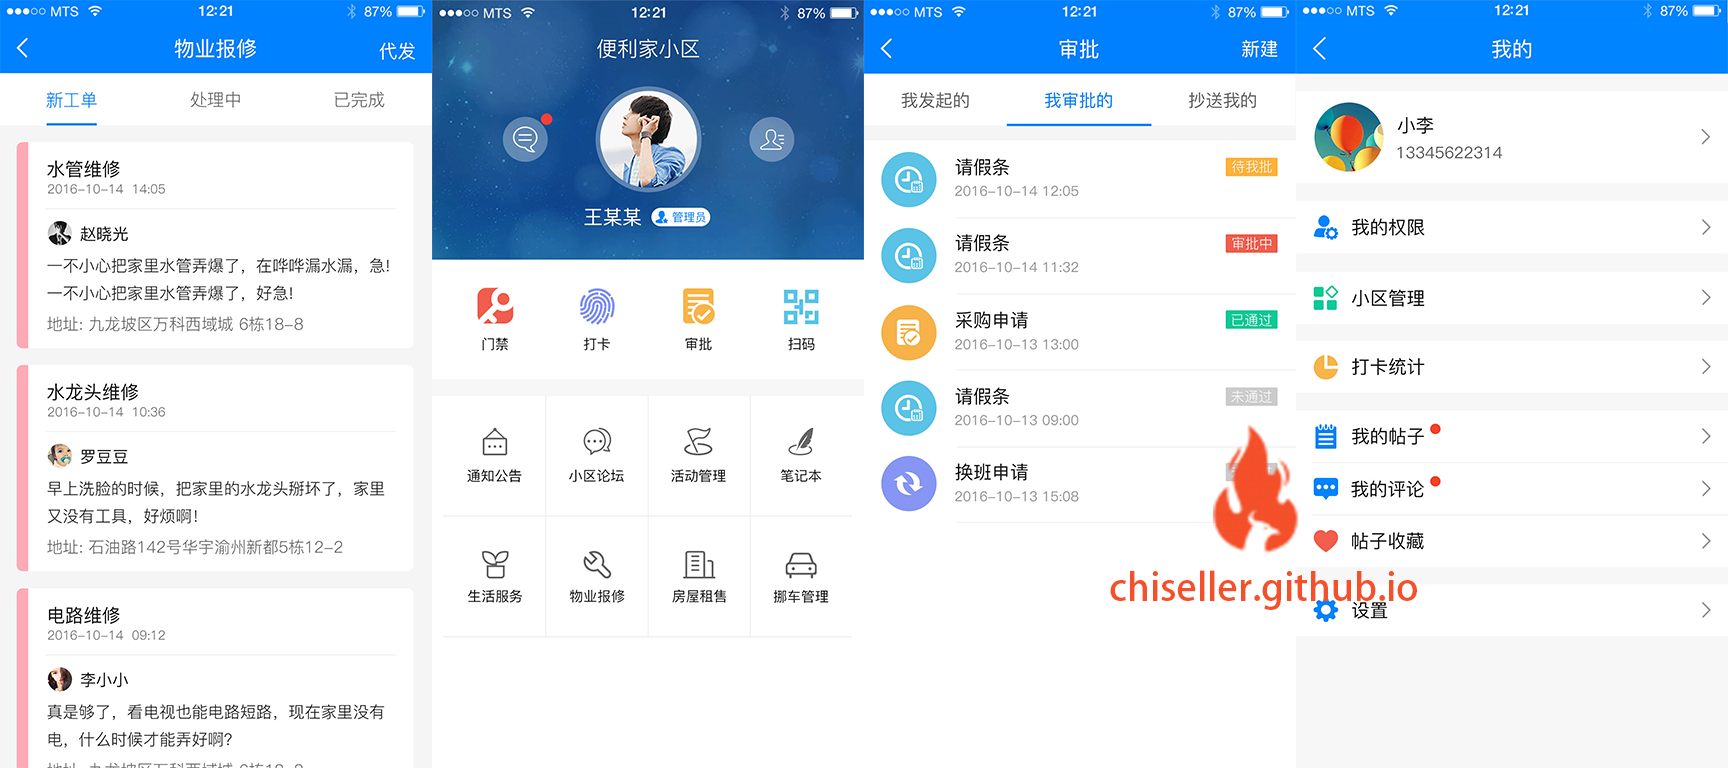 MTS
12:21
87%
物业报修
代发
新工单
处理中
已完成
水管维修
2016-10-14 14:05
赵晓光
一不小心把家里水管弄爆了，在哗哗漏水漏，急!
一不小心把家里水管弄爆了，好急!
地址: 九龙坡区万科西域城 6栋18-8
水龙头维修
2016-10-14 10:36
罗豆豆
早上洗脸的时候，把家里的水龙头掰坏了，家里
又没有工具，好烦啊!
地址: 石油路142号华宇渝州新都5栋12-2
电路维修
2016-10-14 09:12
李小小
真是够了，看电视也能电路短路，现在家里没有
电，什么时候才能弄好啊?
MTS
12:21
87%
便利家小区
王某某
管理员
门禁
打卡
审批
扫码
通知公告
小区论坛
活动管理
笔记本
生活服务
物业报修
房屋租售
挪车管理
MTS
12:21
87%
审批
新建
我发起的
我审批的
抄送我的
请假条
待我批
2016-10-14 12:05
请假条
审批中
2016-10-14 11:32
采购申请
已通过
2016-10-13 13:00
请假条
未通过
2016-10-13 09:00
换班申请
2016-10-13 15:08
MTS
12:21
87%
我的
小李
13345622314
我的权限
小区管理
打卡统计
我的帖子
我的评论
帖子收藏
设置
chiseller.github.io